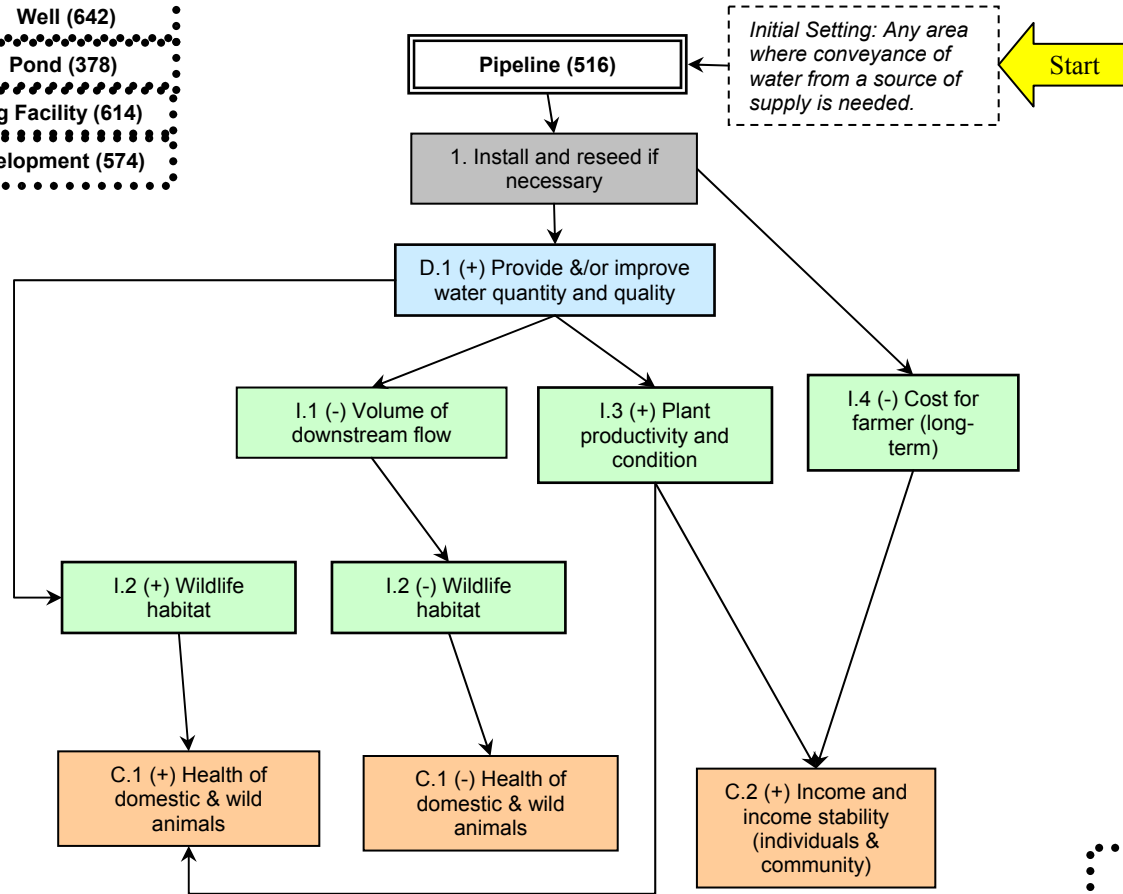 Well (642)
Pond (378)
Facility (614)
(574)
Pipeline (516)
Initial Setting: Any area
where conveyance of
water from a source of
supply is needed.
Start
1. Install and reseed if
necessary
D.1 (+) Provide &/or improve
water quantity and quality
I.1 (-) Volume of
downstream flow
I.3 (+) Plant
productivity and
condition
I.4 (-) Cost for
farmer (long-
term)
I.2 (+) Wildlife
habitat
I.2 (-) Wildlife
habitat
C.1 (+) Health of
domestic & wild
animals
C.1 (-) Health of
domestic & wild
animals
C.2 (+) Income and
income stability
(individuals &
community)